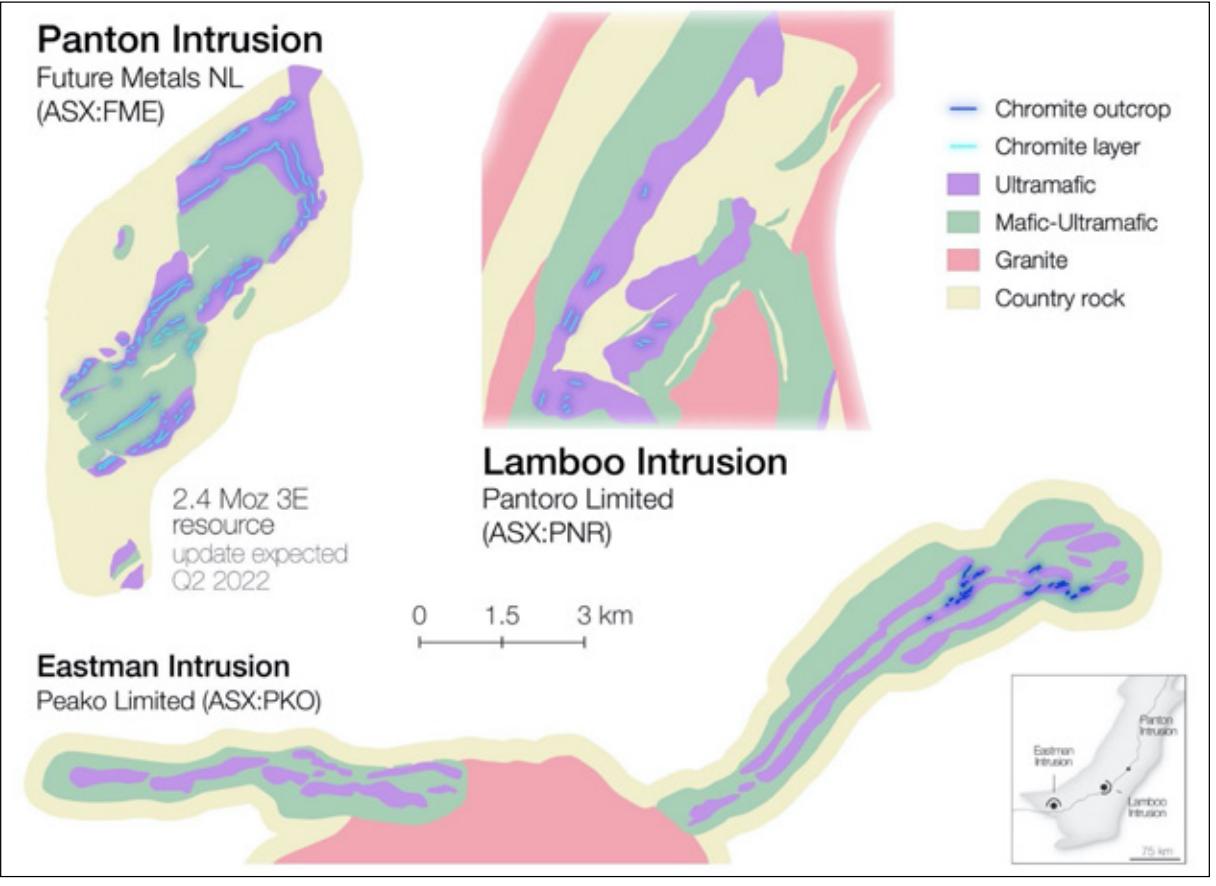 Panton Intrusion
Future Metals NL
(ASX:FME)
2.4 Moz 3E
resource
update expected
Q2 2022
Chromite outcrop
Chromite layer
Ultramafic
Mafic-Ultramafic
Granite
Country rock
Lamboo Intrusion
Pantoro Limited
(ASX:PNR)
0 1.5 3 km
Eastman Intrusion
Peako Limited (ASX:PKO)
Panton
Intrusion
Eastman
Intrusion
Lamboo
Intrusion
75 km